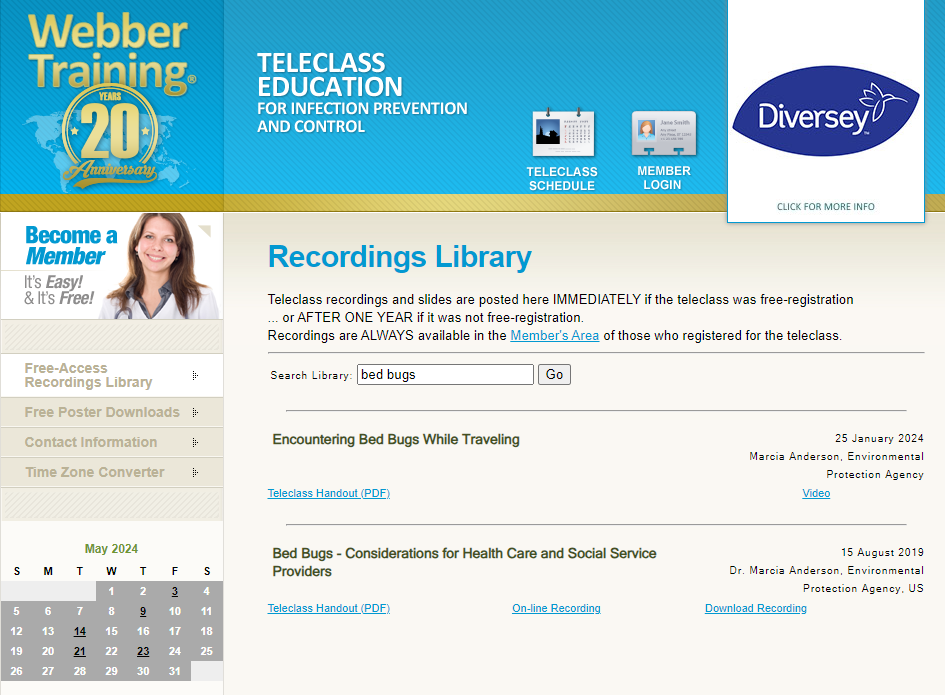 Webber
Training®
YEARS
20
Anniversary
TELECLASS
EDUCATION
FOR INFECTION PREVENTION
AND CONTROL
TELECLASS
SCHEDULE
Jane Smith
MEMBER
LOGIN
Diversey™
CLICK FOR MORE INFO
Become a
Member
It's Easy!
& It's Free!
Free-Access
Recordings Library
Free Poster Downloads
Contact Information
Time Zone Converter
May 2024
S M T W T F S
1 2 3 4
5 6 7 8 9 10 11
12 13 14 15 16 17 18
19 20 21 22 23 24 25
26 27 28 29 30 31
Recordings Library
Teleclass recordings and slides are posted here IMMEDIATELY if the teleclass was free-registration
... or AFTER ONE YEAR if it was not free-registration.
Recordings are ALWAYS available in the Member's Area of those who registered for the teleclass.
Search Library: bed bugs Go
Encountering Bed Bugs While Traveling
25 January 2024
Marcia Anderson, Environmental
Protection Agency
Teleclass Handout (PDF) Video
Bed Bugs - Considerations for Health Care and Social Service
Providers
15 August 2019
Dr. Marcia Anderson, Environmental
Protection Agency, US
Teleclass Handout (PDF) On-line Recording Download Recording